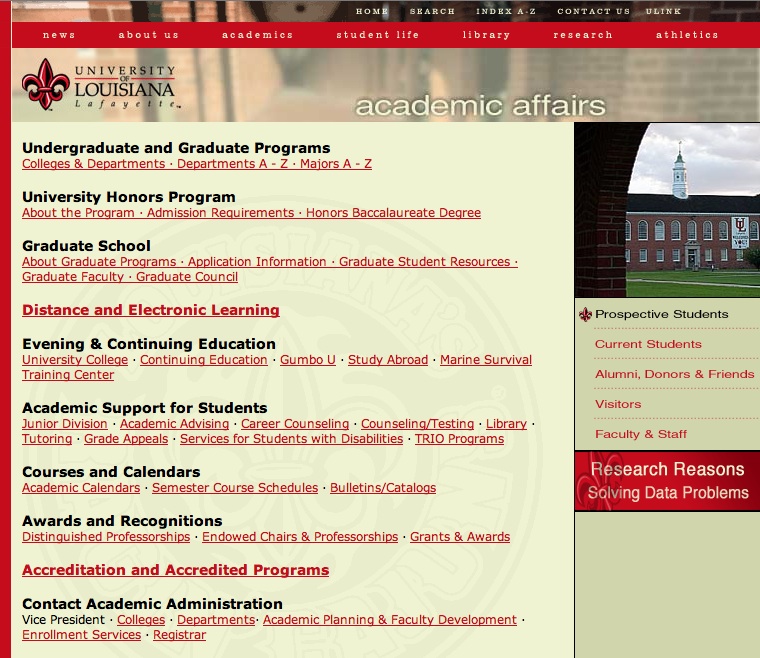 HOME SEARCH INDEX A-Z CONTACT US ULINK
news about us academics student life library research athletics
UNIVERSITY
OF
LOUISIANA
Lafayette
academic affairs
Undergraduate and Graduate Programs
Colleges & Departments · Departments A - Z · Majors A - Z
University Honors Program
About the Program · Admission Requirements · Honors Baccalaureate Degree
Graduate School
About Graduate Programs · Application Information · Graduate Student Resources ·
Graduate Faculty · Graduate Council
Distance and Electronic Learning
Evening & Continuing Education
University College · Continuing Education · Gumbo U · Study Abroad · Marine Survival
Training Center
Academic Support for Students
Junior Division · Academic Advising · Career Counseling · Counseling/Testing · Library ·
Tutoring · Grade Appeals · Services for Students with Disabilities · TRIO Programs
Courses and Calendars
Academic Calendars · Semester Course Schedules · Bulletins/Catalogs
Awards and Recognitions
Distinguished Professorships · Endowed Chairs & Professorships · Grants & Awards
Accreditation and Accredited Programs
Contact Academic Administration
Vice President · Colleges · Departments· Academic Planning & Faculty Development ·
Enrollment Services · Registrar
Prospective Students
Current Students
Alumni, Donors & Friends
Visitors
Faculty & Staff
Research Reasons
Solving Data Problems